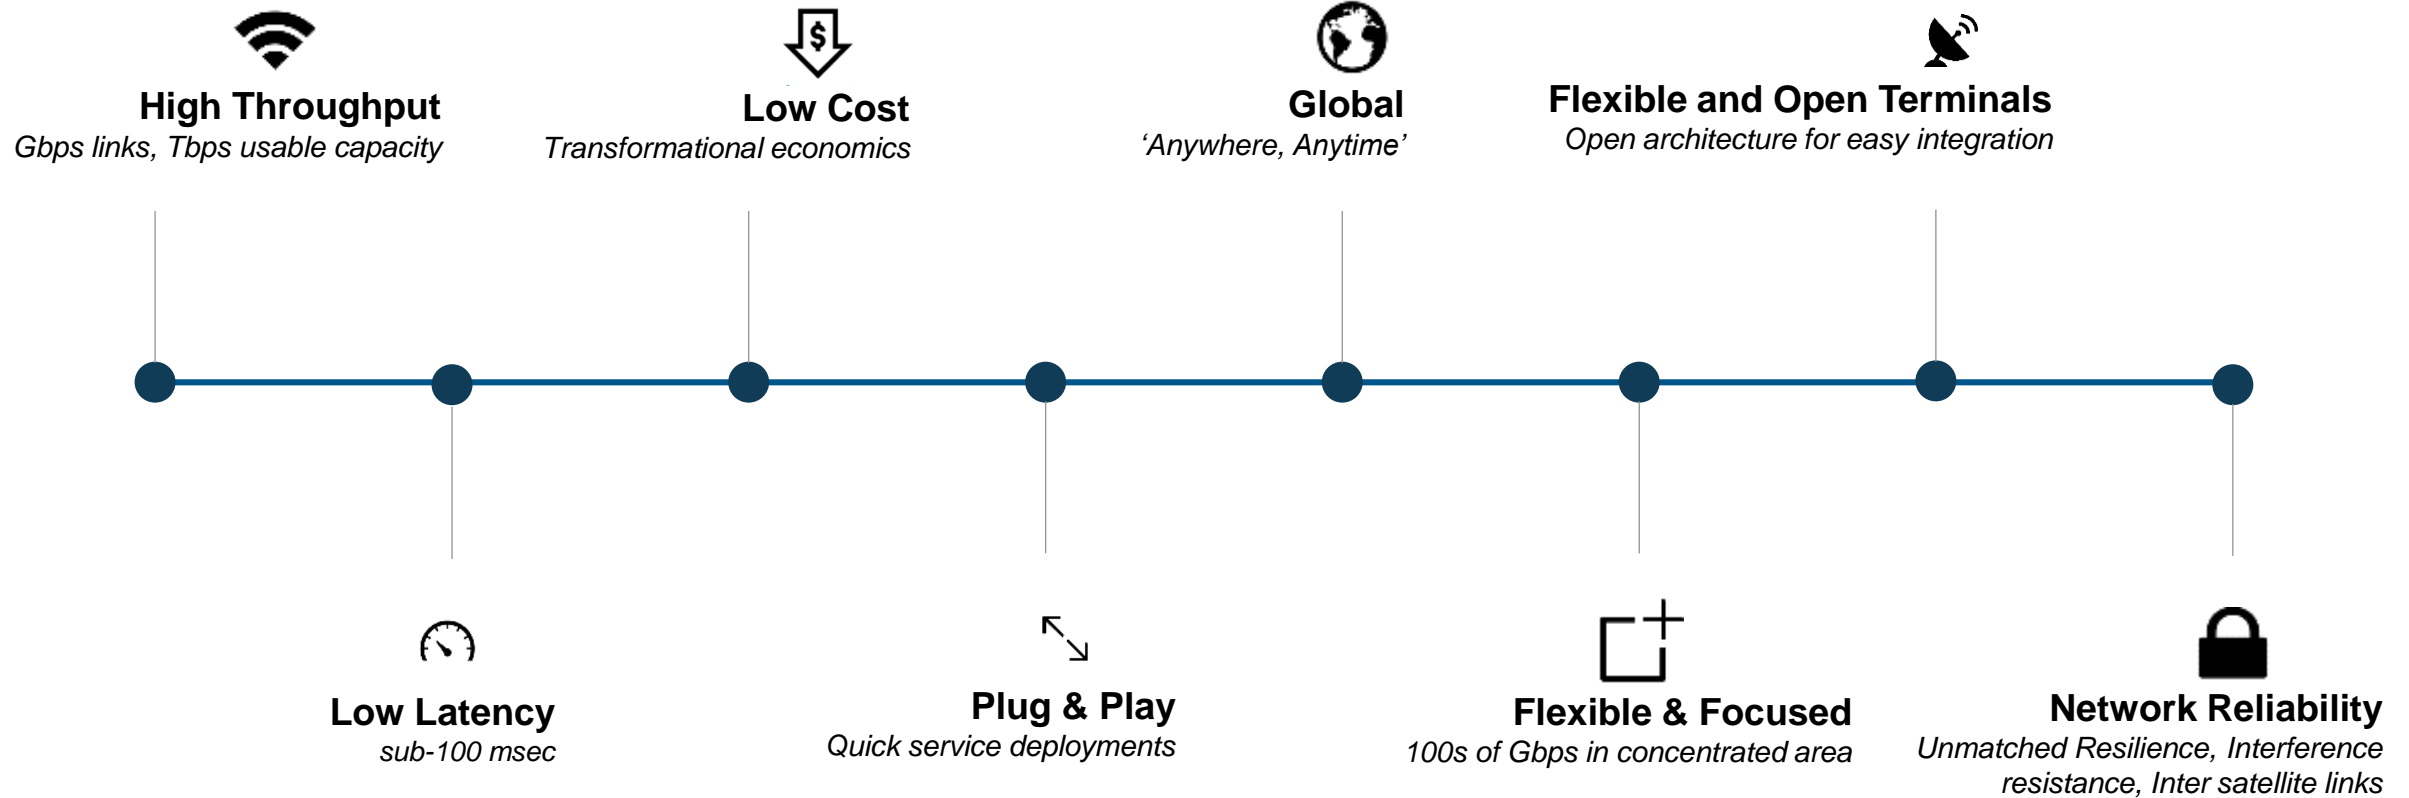 $
High Throughput
Gbps links, Tbps usable capacity
Low Cost
Transformational economics
Global
‘Anywhere, Anytime’
Flexible and Open Terminals
Open architecture for easy integration
Low Latency
sub-100 msec
Plug & Play
Quick service deployments
Flexible & Focused
100s of Gbps in concentrated area
Network Reliability
Unmatched Resilience, Interference
resistance, Inter satellite links